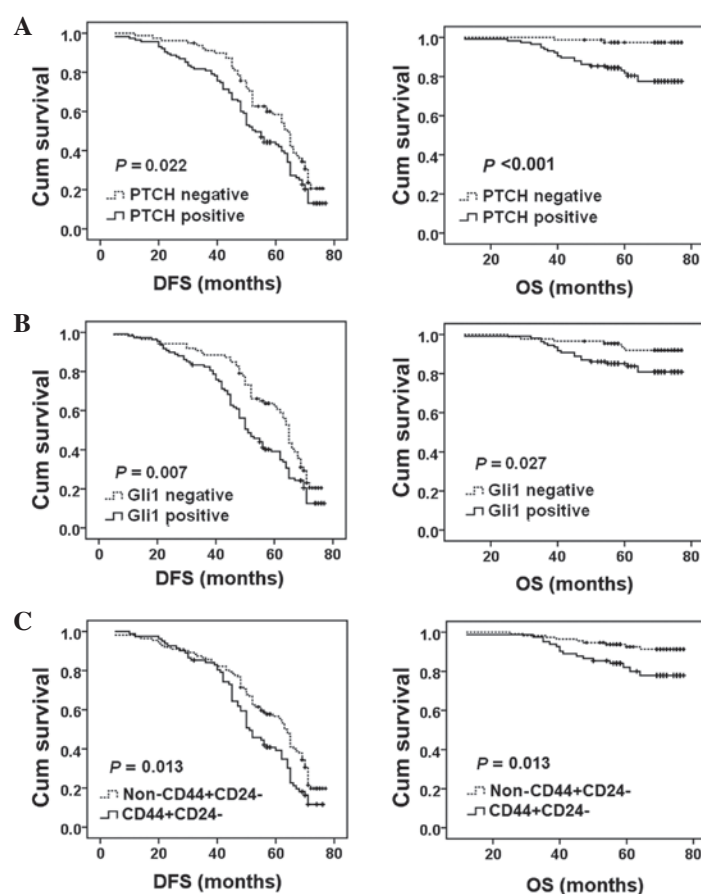 A
Cum survival
1.0
0.8
0.6
0.4
0.2
0.0
P = 0.022
PTCH negative
PTCH positive
0 20 40 60 80
DFS (months)
Cum survival
1.0
0.8
0.6
0.4
0.2
0.0
P <0.001
PTCH negative
PTCH positive
20 40 60 80
OS (months)
B
Cum survival
1.0
0.8
0.6
0.4
0.2
0.0
P = 0.007
Gli1 negative
Gli1 positive
0 20 40 60 80
DFS (months)
Cum survival
1.0
0.8
0.6
0.4
0.2
0.0
P = 0.027
Gli1 negative
Gli1 positive
20 40 60 80
OS (months)
C
Cum survival
1.0
0.8
0.6
0.4
0.2
0.0
P = 0.013
Non-CD44+CD24-
CD44+CD24-
0 20 40 60 80
DFS (months)
Cum survival
1.0
0.8
0.6
0.4
0.2
0.0
P = 0.013
Non-CD44+CD24-
CD44+CD24-
20 40 60 80
OS (months)